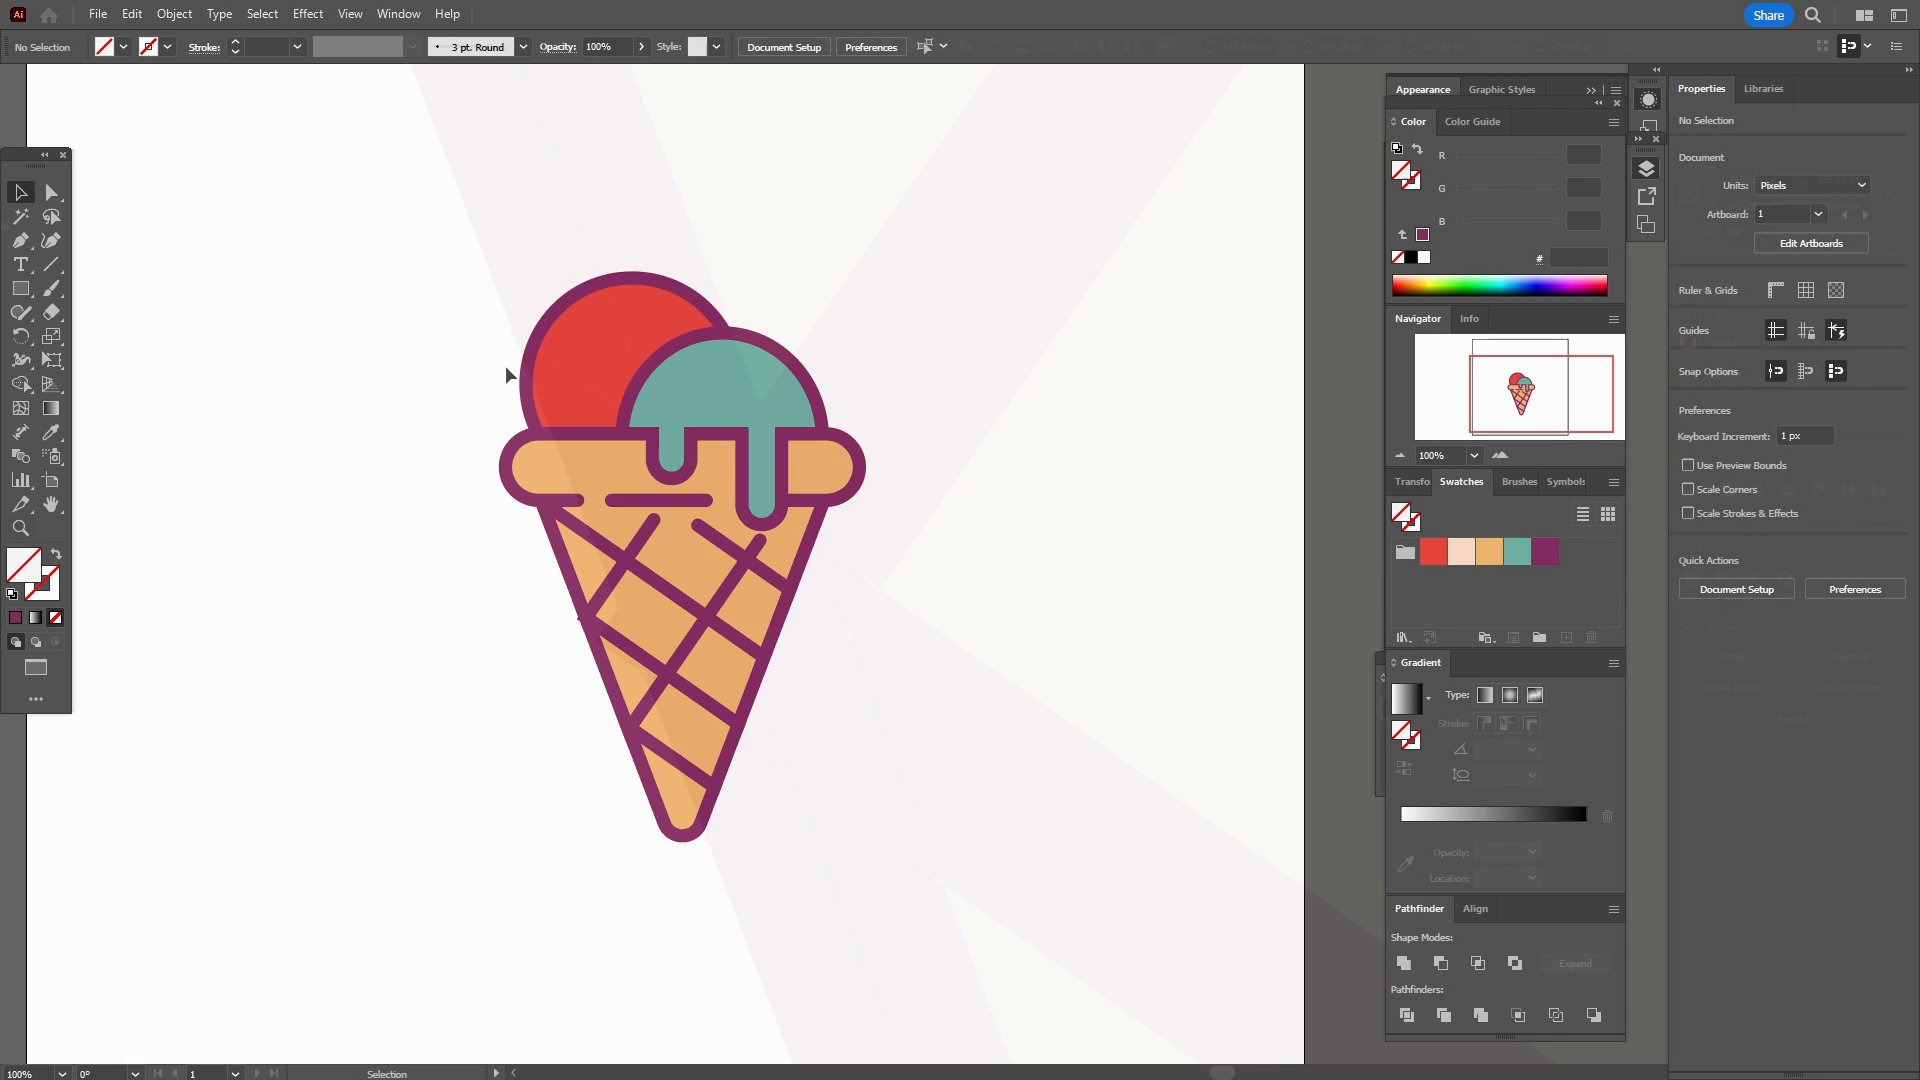 Ai File Edit Object Type Select Effect View Window Help Share
No Selection Stroke: 3 pt. Round Opacity: 100% Style: Document Setup Preferences
Appearance Graphic Styles
Color Color Guide
R
G
B
#
Navigator Info
100%
Transfo Swatches Brushes Symbols
Gradient
Type:
Stroke:
Opacity:
Location:
Pathfinder Align
Shape Modes:
Expand
Pathfinders:
Properties Libraries
No Selection
Document
Units: Pixels
Artboard: 1
Edit Artboards
Ruler & Grids
Guides
Snap Options
Preferences
Keyboard Increment: 1 px
Use Preview Bounds
Scale Corners
Scale Strokes & Effects
Quick Actions
Document Setup Preferences
100% 0° 1 Selection